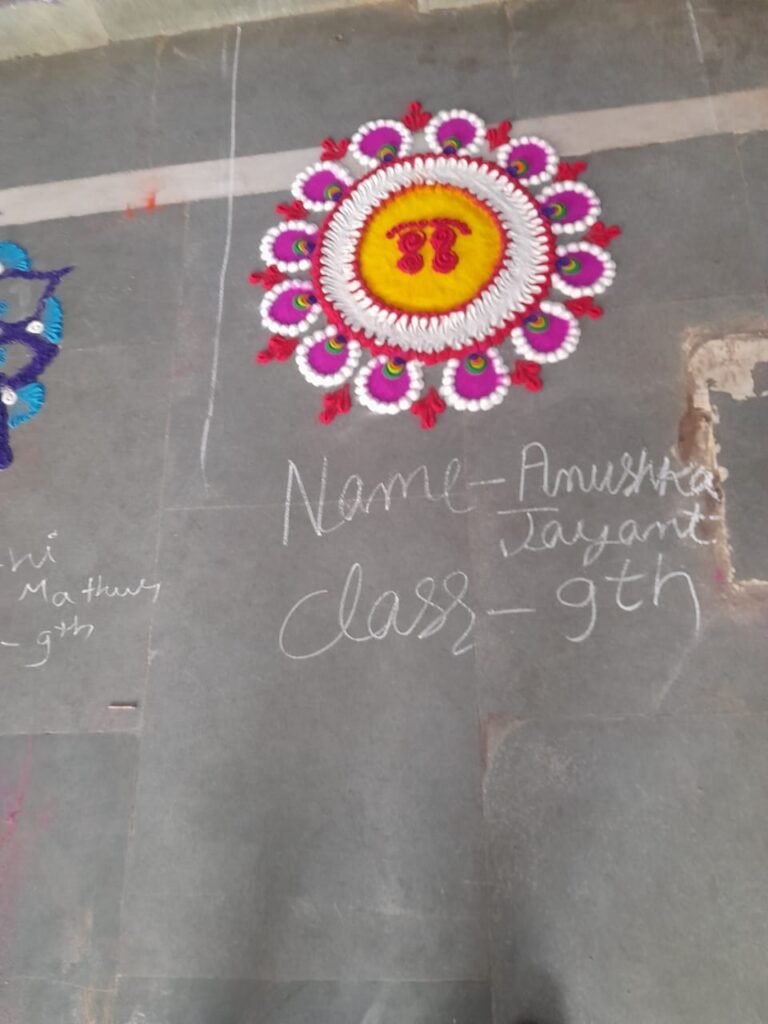 Name - Anushka
Jayant
Class - 9th
hi
Mathur
- 9th